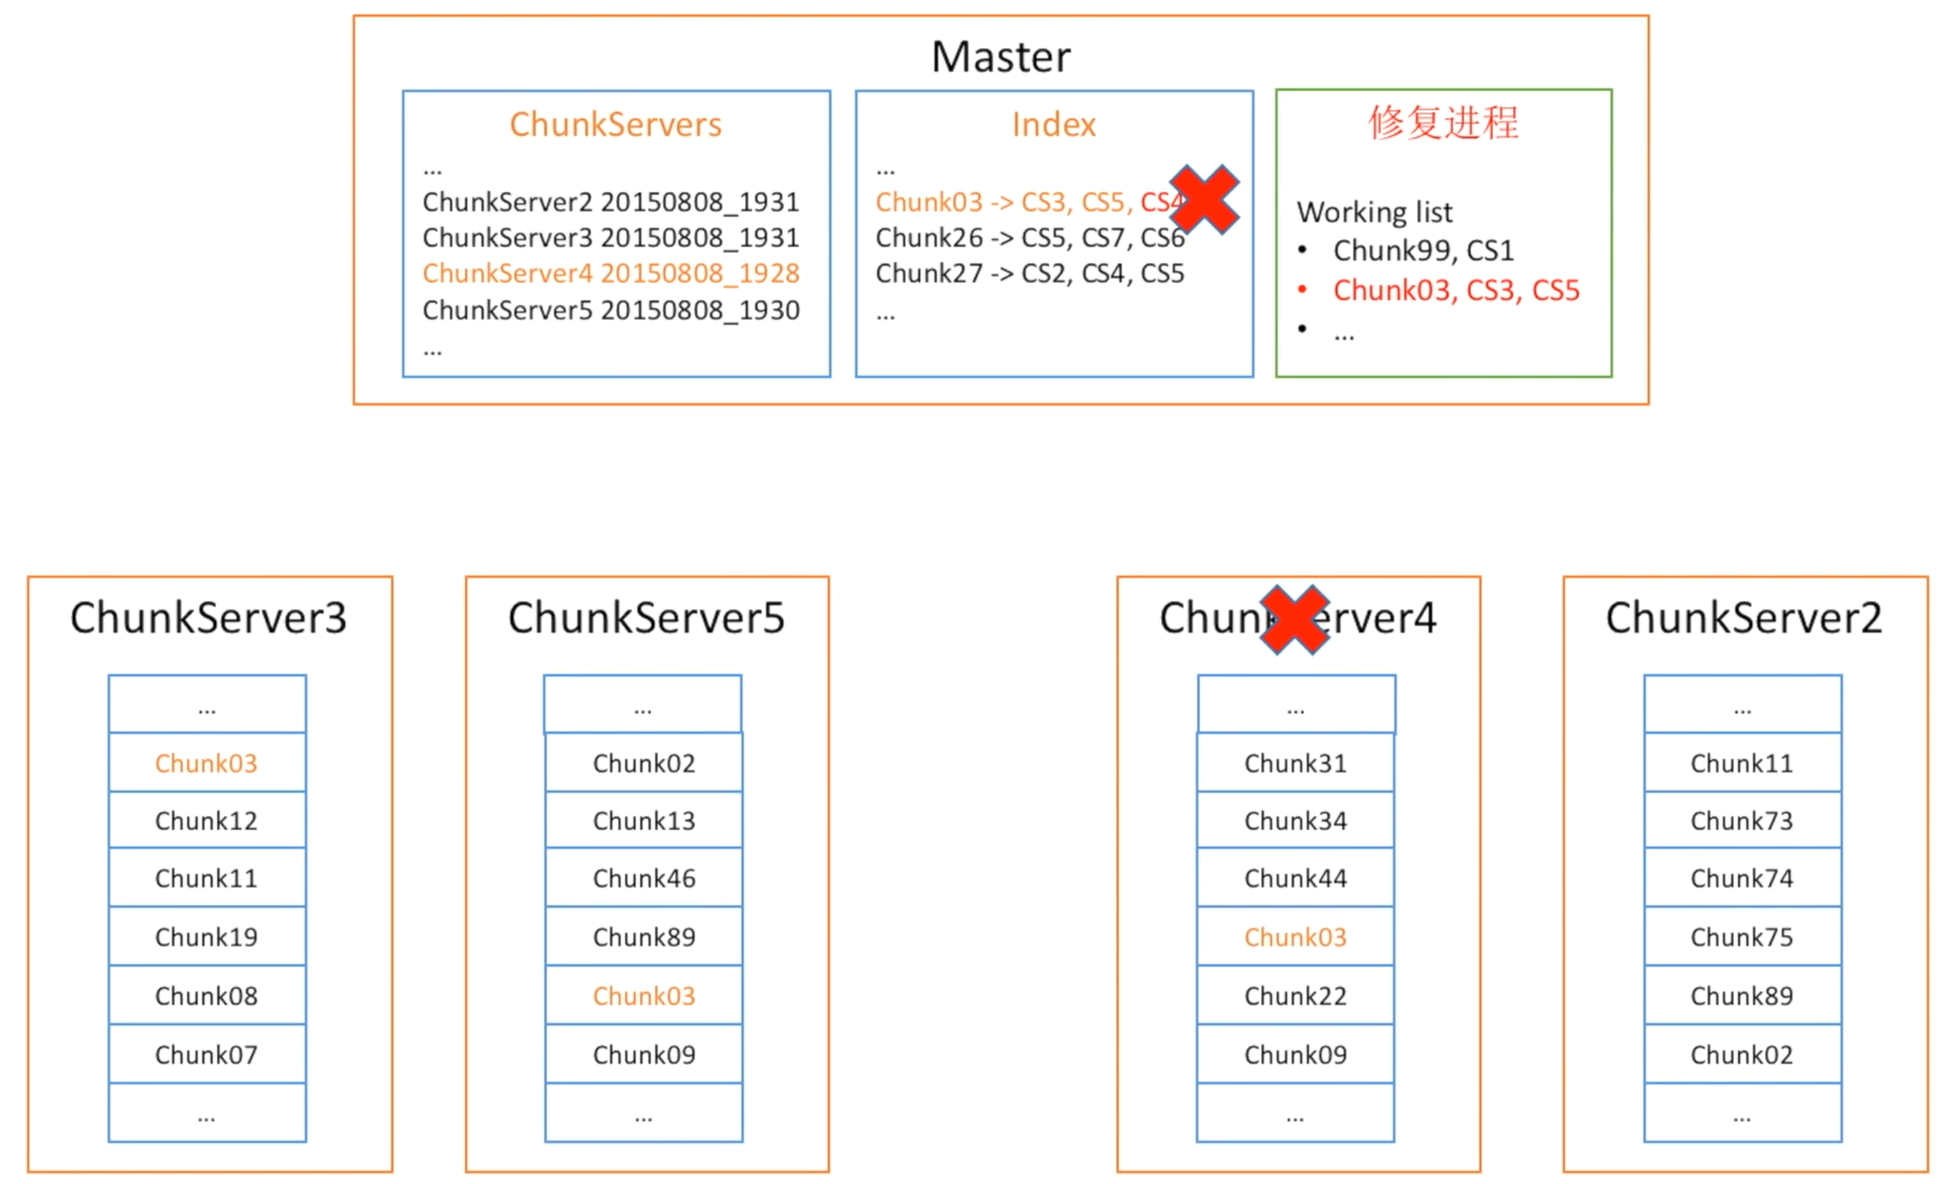 Master
ChunkServers
...
ChunkServer2 20150808_1931
ChunkServer3 20150808_1931
ChunkServer4 20150808_1928
ChunkServer5 20150808_1930
...
Index
...
Chunk03 -> CS3, CS5, CS4
Chunk26 -> CS5, CS7, CS6
Chunk27 -> CS2, CS4, CS5
...
修复进程
Working list
• Chunk99, CS1
• Chunk03, CS3, CS5
• ...
ChunkServer3
...
Chunk03
Chunk12
Chunk11
Chunk19
Chunk08
Chunk07
...
ChunkServer5
...
Chunk02
Chunk13
Chunk46
Chunk89
Chunk03
Chunk09
...
ChunkServer4
...
Chunk31
Chunk34
Chunk44
Chunk03
Chunk22
Chunk09
...
ChunkServer2
...
Chunk11
Chunk73
Chunk74
Chunk75
Chunk89
Chunk02
...